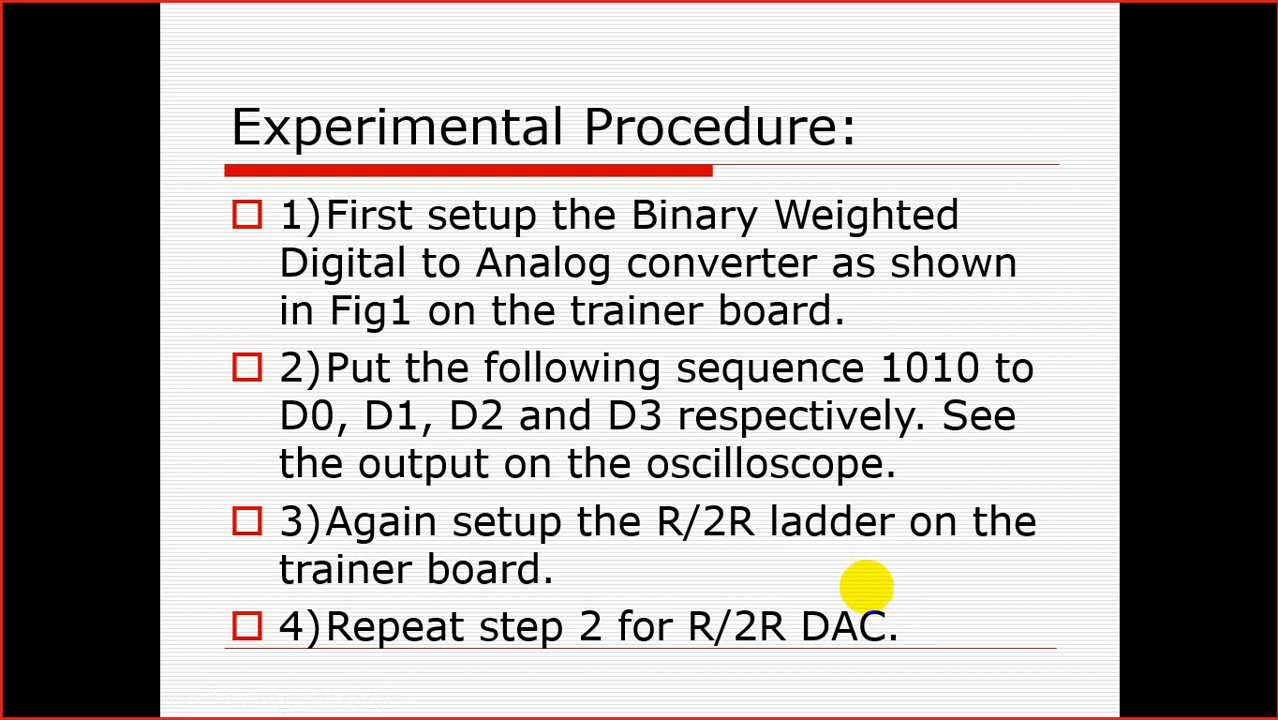 Experimental Procedure:
1)First setup the Binary Weighted
Digital to Analog converter as shown
in Fig1 on the trainer board.
2)Put the following sequence 1010 to
D0, D1, D2 and D3 respectively. See
the output on the oscilloscope.
3)Again setup the R/2R ladder on the
trainer board.
4)Repeat step 2 for R/2R DAC.